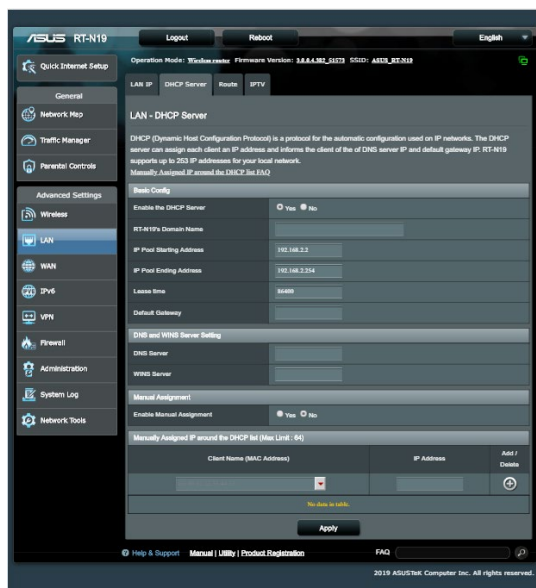 ASUS RT-N19
Logout
Reboot
English
Quick Internet Setup
General
Network Map
Traffic Manager
Parental Controls
Advanced Settings
Wireless
LAN
WAN
IPv6
VPN
Firewall
Administration
System Log
Network Tools
Operation Mode: Wireless router Firmware Version: 3.0.0.4.382_51573 SSID: ASUS_RT-N19
LAN IP
DHCP Server
Route
IPTV
LAN - DHCP Server
DHCP (Dynamic Host Configuration Protocol) is a protocol for the automatic configuration used on IP networks. The DHCP
server can assign each client an IP address and informs the client of the of DNS server IP and default gateway IP. RT-N19
supports up to 253 IP addresses for your local network.
Manually Assigned IP around the DHCP list FAQ
Basic Config
Enable the DHCP Server Yes No
RT-N19's Domain Name
IP Pool Starting Address 192.168.2.2
IP Pool Ending Address 192.168.2.254
Lease time 86400
Default Gateway
DNS and WINS Server Setting
DNS Server
WINS Server
Manual Assignment
Enable Manual Assignment Yes No
Manually Assigned IP around the DHCP list (Max Limit : 64)
Client Name (MAC Address) IP Address Add / Delete
No data in table.
Apply
Help & Support Manual | Utility | Product Registration FAQ
2019 ASUSTeK Computer Inc. All rights reserved.